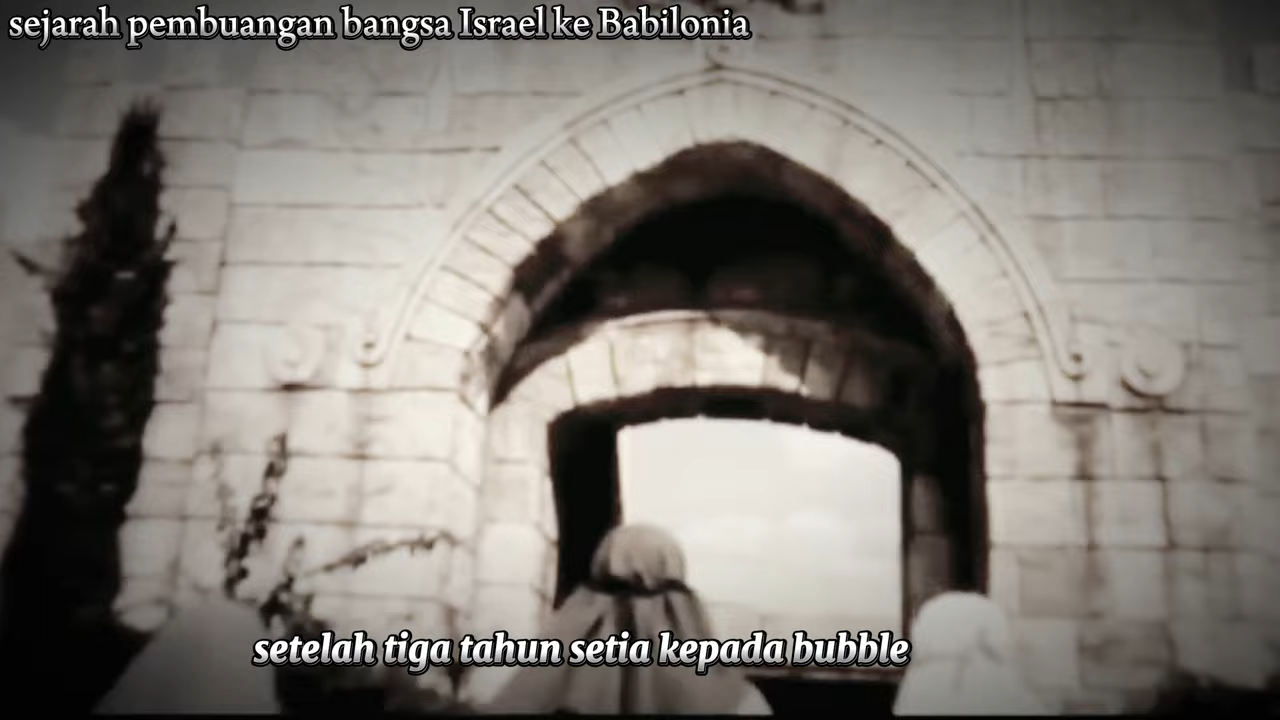 sejarah pembuangan bangsa Israel ke Babilonia
setelah tiga tahun setia kepada bubble